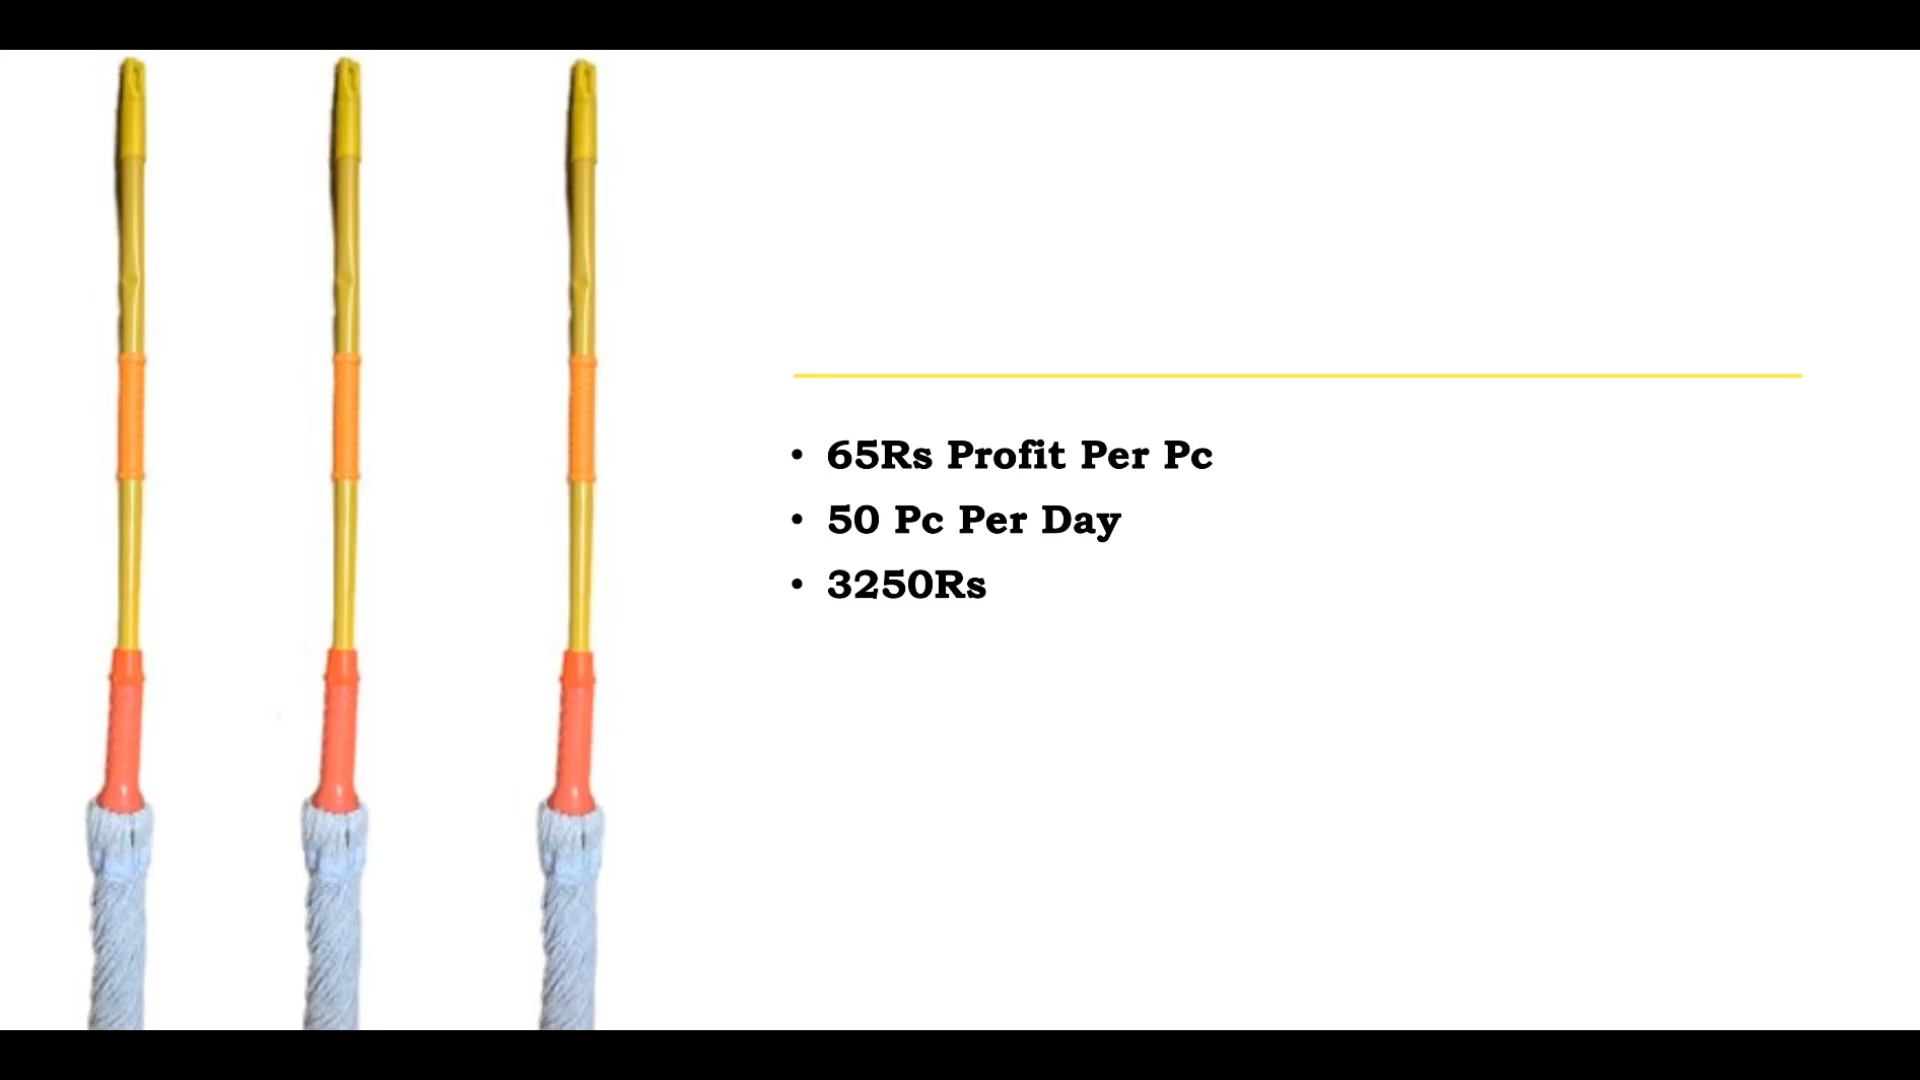 • 65Rs Profit Per Pc
• 50 Pc Per Day
• 3250Rs